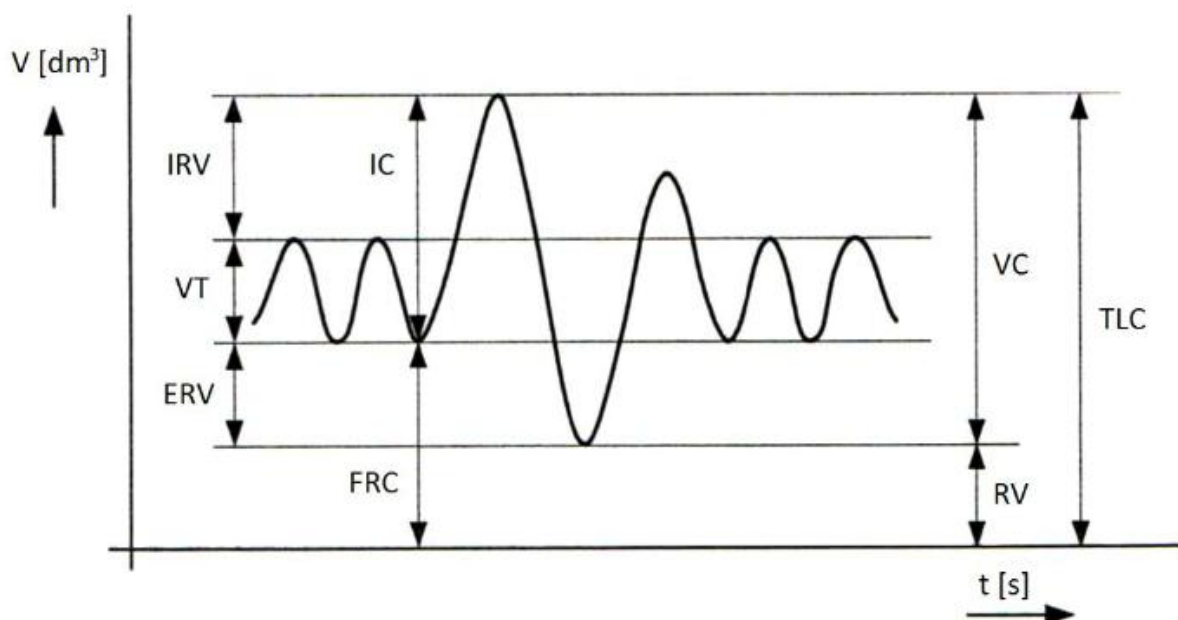 V [dm³]
IRV
IC
VT
VC
TLC
ERV
FRC
RV
t [s]